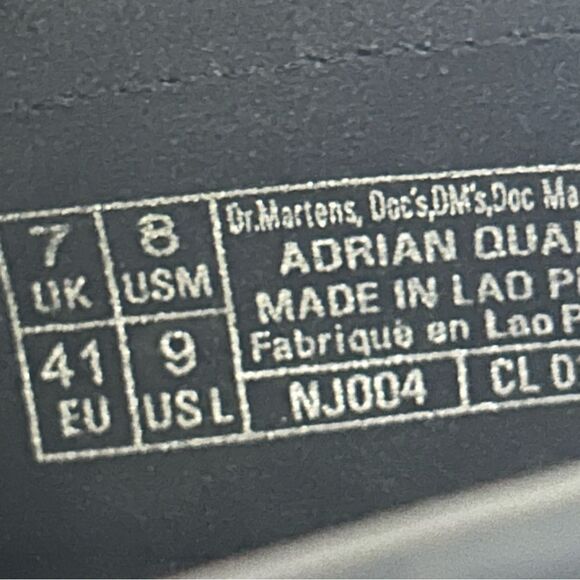 7 UK
8 USM
41 EU
9 US L
Dr.Martens, Doc's,DM's,Doc Ma
ADRIAN QUA
MADE IN LAO P
Fabriqué en Lao P
NJ004
CL 0